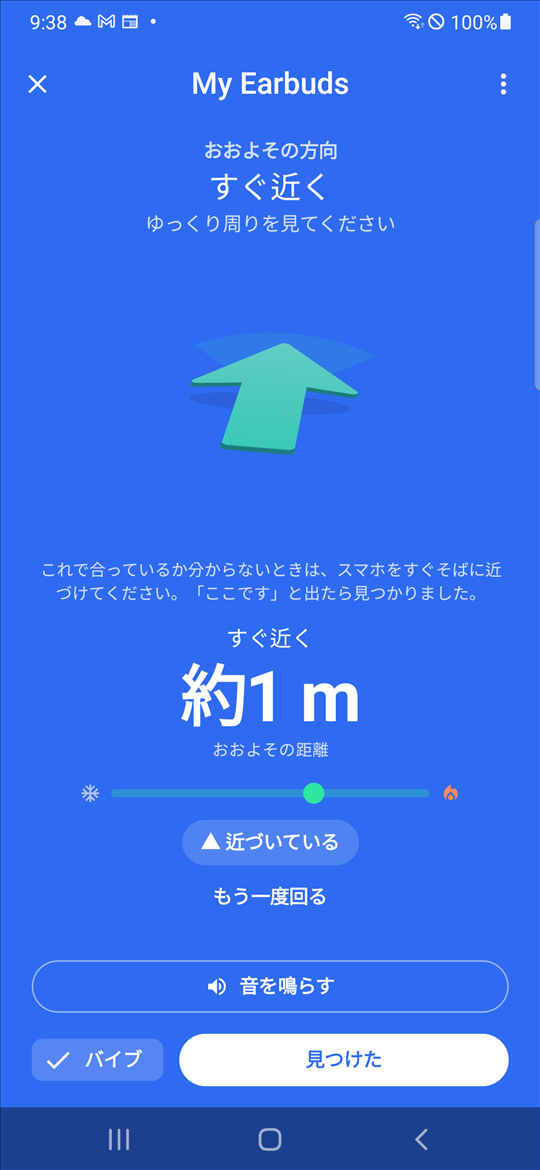 9:38
100%
My Earbuds
おおよその方向
すぐ近く
ゆっくり周りを見てください
これで合っているか分からないときは、スマホをすぐそばに近
づけてください。「ここです」と出たら見つかりました。
すぐ近く
約1 m
おおよその距離
▲近づいている
もう一度回る
音を鳴らす
バイブ
見つけた